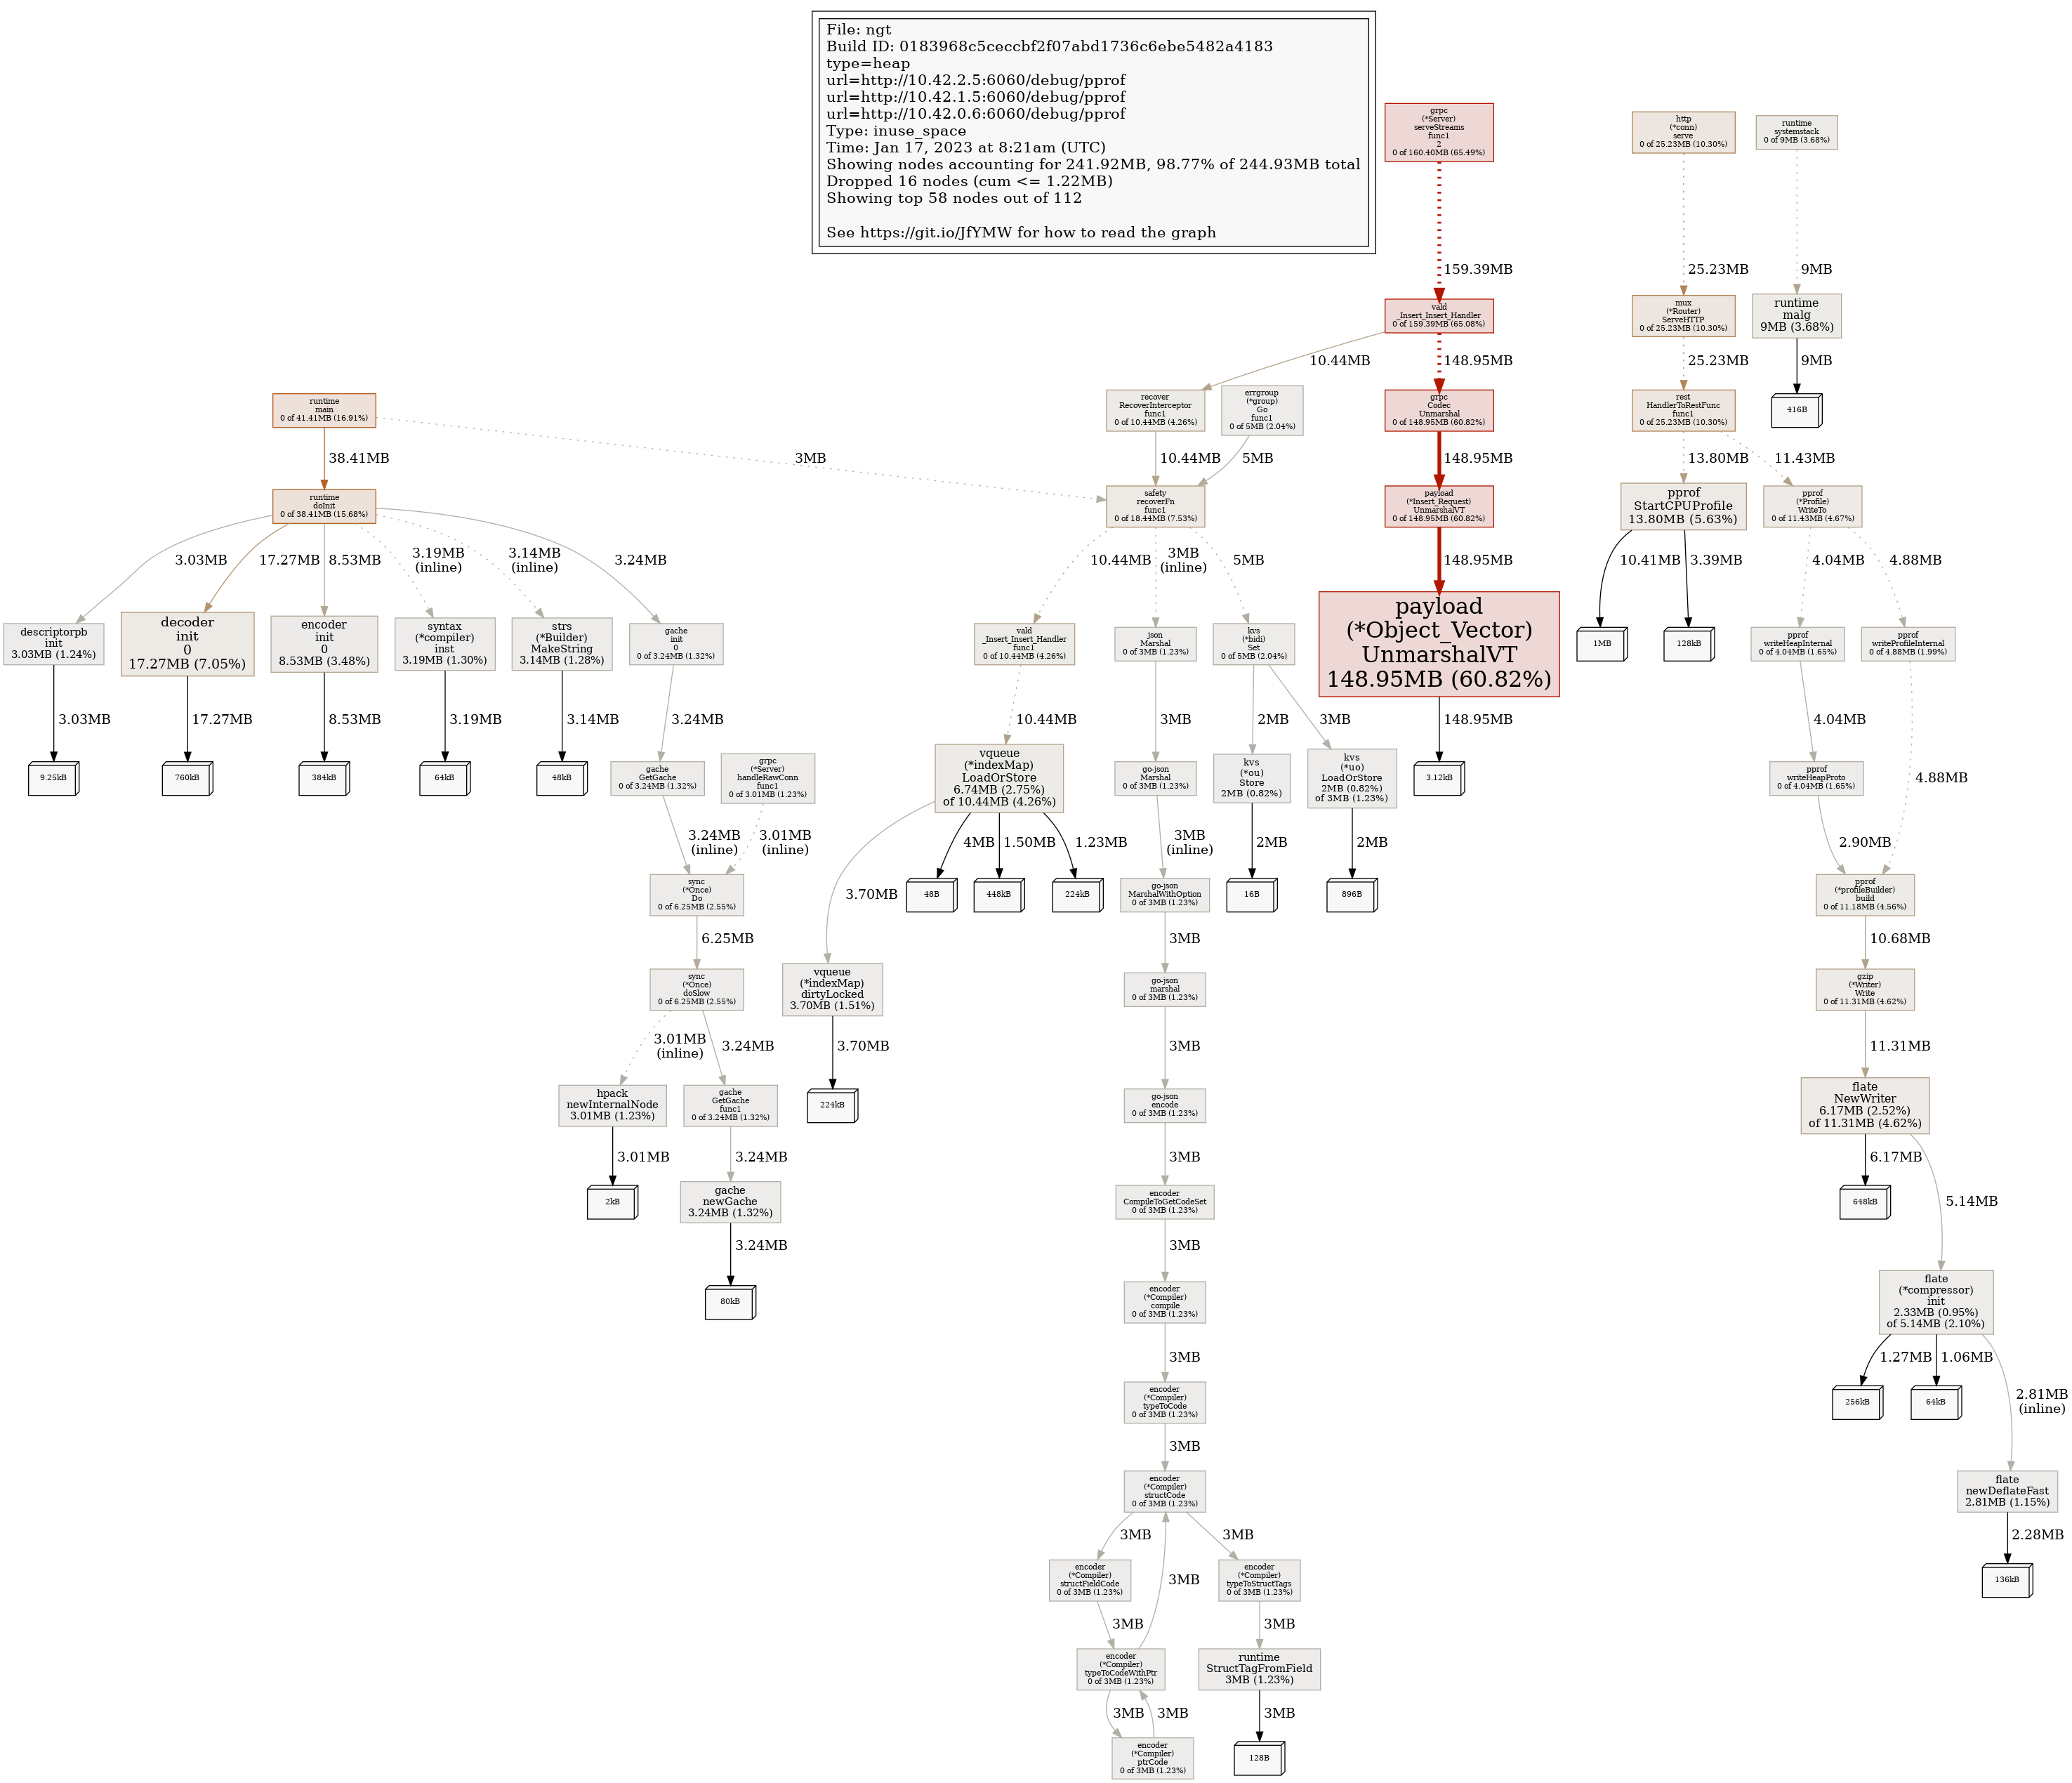 File: ngt
Build ID: 0183968c5ceccbf2f07abd1736c6ebe5482a4183
type=heap
url=http://10.42.2.5:6060/debug/pprof
url=http://10.42.1.5:6060/debug/pprof
url=http://10.42.0.6:6060/debug/pprof
Type: inuse_space
Time: Jan 17, 2023 at 8:21am (UTC)
Showing nodes accounting for 241.92MB, 98.77% of 244.93MB total
Dropped 16 nodes (cum <= 1.22MB)
Showing top 58 nodes out of 112
See https://git.io/JfYMW for how to read the graph
grpc
(*Server)
serveStreams
func1
2
0 of 160.40MB (65.49%)
http
(*conn)
serve
0 of 25.23MB (10.30%)
runtime
systemstack
0 of 9MB (3.68%)
159.39MB
25.23MB
9MB
vald
_Insert_Insert_Handler
0 of 159.39MB (65.08%)
mux
(*Router)
ServeHTTP
0 of 25.23MB (10.30%)
runtime
malg
9MB (3.68%)
10.44MB
148.95MB
25.23MB
9MB
runtime
main
0 of 41.41MB (16.91%)
recover
RecoverInterceptor
func1
0 of 10.44MB (4.26%)
errgroup
(*group)
Go
func1
0 of 5MB (2.04%)
grpc
Codec
Unmarshal
0 of 148.95MB (60.82%)
rest
HandlerToRestFunc
func1
0 of 25.23MB (10.30%)
416B
38.41MB
3MB
10.44MB
5MB
148.95MB
13.80MB
11.43MB
runtime
doInit
0 of 38.41MB (15.68%)
safety
recoverFn
func1
0 of 18.44MB (7.53%)
payload
(*Insert_Request)
UnmarshalVT
0 of 148.95MB (60.82%)
pprof
StartCPUProfile
13.80MB (5.63%)
pprof
(*Profile)
WriteTo
0 of 11.43MB (4.67%)
3.03MB
17.27MB
8.53MB
3.19MB
(inline)
3.14MB
(inline)
3.24MB
10.44MB
3MB
(inline)
5MB
148.95MB
10.41MB
3.39MB
4.04MB
4.88MB
descriptorpb
init
3.03MB (1.24%)
decoder
init
0
17.27MB (7.05%)
encoder
init
0
8.53MB (3.48%)
syntax
(*compiler)
inst
3.19MB (1.30%)
strs
(*Builder)
MakeString
3.14MB (1.28%)
gache
init
0
0 of 3.24MB (1.32%)
vald
_Insert_Insert_Handler
func1
0 of 10.44MB (4.26%)
json
Marshal
0 of 3MB (1.23%)
kvs
(*bidi)
Set
0 of 5MB (2.04%)
payload
(*Object_Vector)
UnmarshalVT
148.95MB (60.82%)
1MB
128kB
pprof
writeHeapInternal
0 of 4.04MB (1.65%)
pprof
writeProfileInternal
0 of 4.88MB (1.99%)
3.03MB
17.27MB
8.53MB
3.19MB
3.14MB
3.24MB
10.44MB
3MB
2MB
3MB
148.95MB
4.04MB
4.88MB
9.25kB
760kB
384kB
64kB
48kB
gache
GetGache
0 of 3.24MB (1.32%)
grpc
(*Server)
handleRawConn
func1
0 of 3.01MB (1.23%)
vqueue
(*indexMap)
LoadOrStore
6.74MB (2.75%)
of 10.44MB (4.26%)
go-json
Marshal
0 of 3MB (1.23%)
kvs
(*ou)
Store
2MB (0.82%)
kvs
(*uo)
LoadOrStore
2MB (0.82%)
of 3MB (1.23%)
3.12kB
pprof
writeHeapProto
0 of 4.04MB (1.65%)
3.24MB
(inline)
3.01MB
(inline)
3.70MB
4MB
1.50MB
1.23MB
3MB
(inline)
2MB
2MB
2.90MB
sync
(*Once)
Do
0 of 6.25MB (2.55%)
48B
448kB
224kB
go-json
MarshalWithOption
0 of 3MB (1.23%)
16B
896B
pprof
(*profileBuilder)
build
0 of 11.18MB (4.56%)
6.25MB
3MB
10.68MB
sync
(*Once)
doSlow
0 of 6.25MB (2.55%)
vqueue
(*indexMap)
dirtyLocked
3.70MB (1.51%)
go-json
marshal
0 of 3MB (1.23%)
gzip
(*Writer)
Write
0 of 11.31MB (4.62%)
3.01MB
(inline)
3.24MB
3.70MB
3MB
11.31MB
hpack
newInternalNode
3.01MB (1.23%)
gache
GetGache
func1
0 of 3.24MB (1.32%)
224kB
go-json
encode
0 of 3MB (1.23%)
flate
NewWriter
6.17MB (2.52%)
of 11.31MB (4.62%)
3.01MB
3.24MB
3MB
6.17MB
5.14MB
2kB
gache
newGache
3.24MB (1.32%)
encoder
CompileToGetCodeSet
0 of 3MB (1.23%)
648kB
3.24MB
3MB
80kB
encoder
(*Compiler)
compile
0 of 3MB (1.23%)
flate
(*compressor)
init
2.33MB (0.95%)
of 5.14MB (2.10%)
3MB
1.27MB
1.06MB
2.81MB
(inline)
encoder
(*Compiler)
typeToCode
0 of 3MB (1.23%)
256kB
64kB
3MB
encoder
(*Compiler)
structCode
0 of 3MB (1.23%)
flate
newDeflateFast
2.81MB (1.15%)
3MB
3MB
3MB
2.28MB
encoder
(*Compiler)
structFieldCode
0 of 3MB (1.23%)
encoder
(*Compiler)
typeToStructTags
0 of 3MB (1.23%)
136kB
3MB
3MB
encoder
(*Compiler)
typeToCodeWithPtr
0 of 3MB (1.23%)
runtime
StructTagFromField
3MB (1.23%)
3MB
3MB
3MB
encoder
(*Compiler)
ptrCode
0 of 3MB (1.23%)
128B